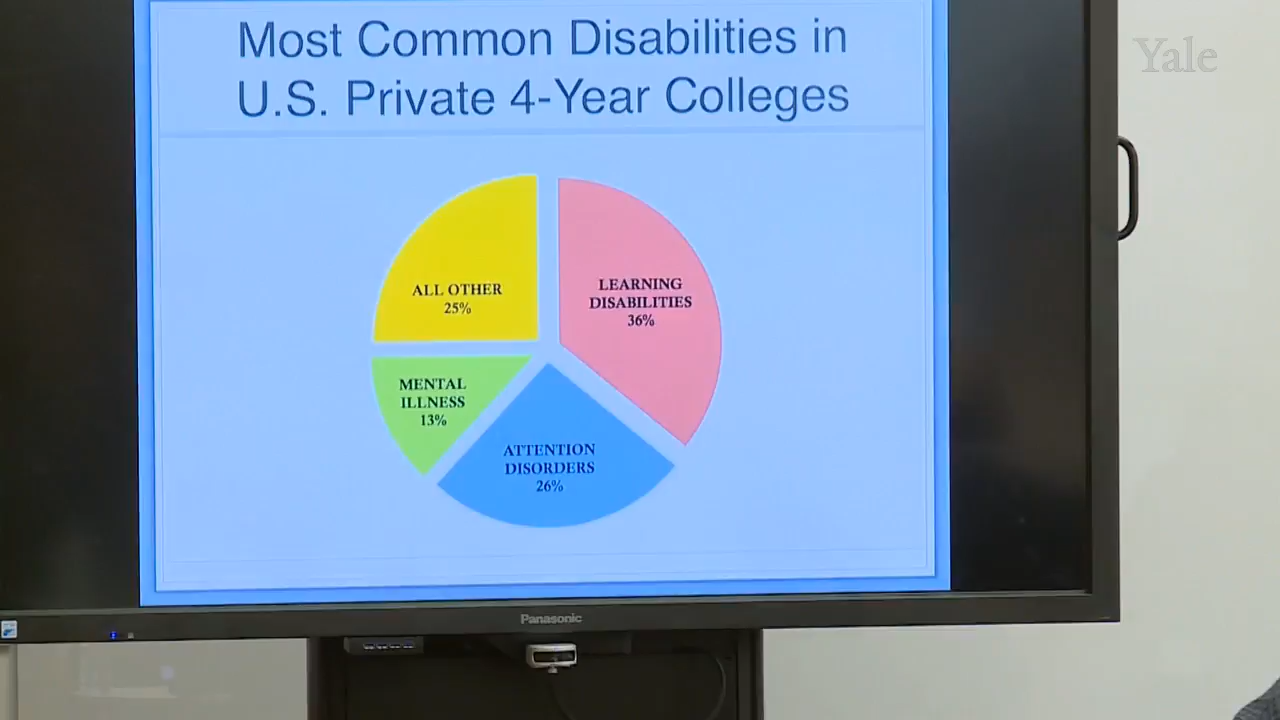 Most Common Disabilities in
U.S. Private 4-Year Colleges
Yale
ALL OTHER
25%
LEARNING
DISABILITIES
36%
MENTAL
ILLNESS
13%
ATTENTION
DISORDERS
26%
Panasonic